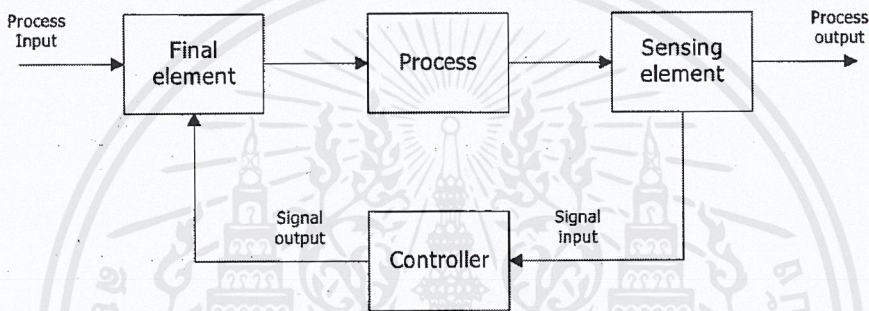 Process
Input
Final
element
Process
Sensing
element
Process
output
Signal
output
Controller
Signal
input